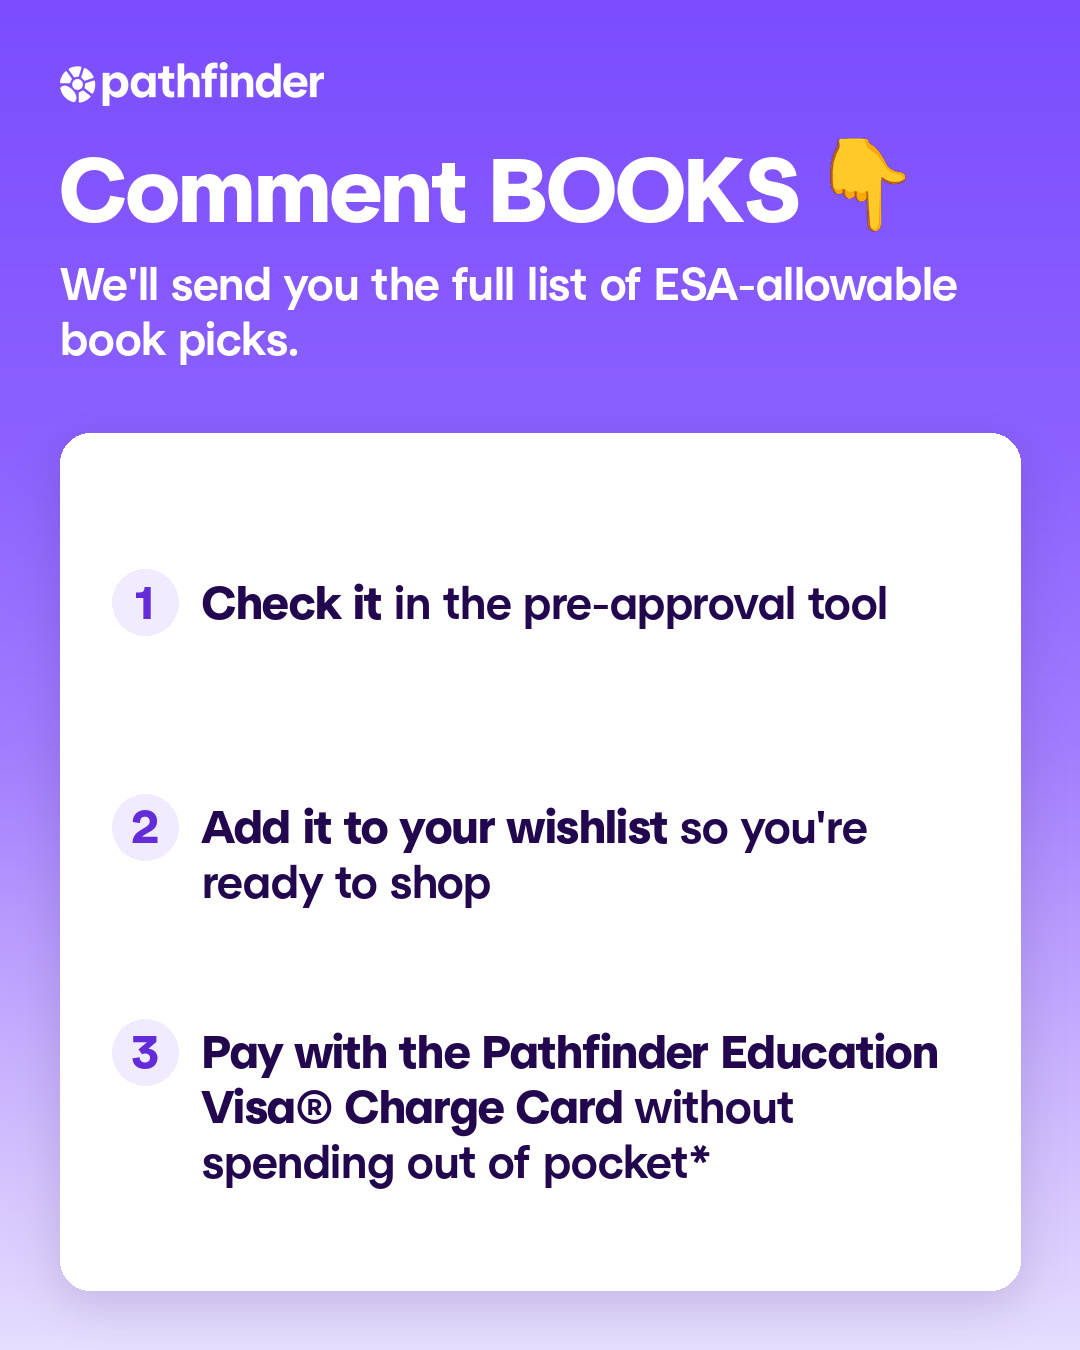 pathfinder
Comment BOOKS 👇
We'll send you the full list of ESA-allowable
book picks.
1 Check it in the pre-approval tool
2 Add it to your wishlist so you're
ready to shop
3 Pay with the Pathfinder Education
Visa® Charge Card without
spending out of pocket*